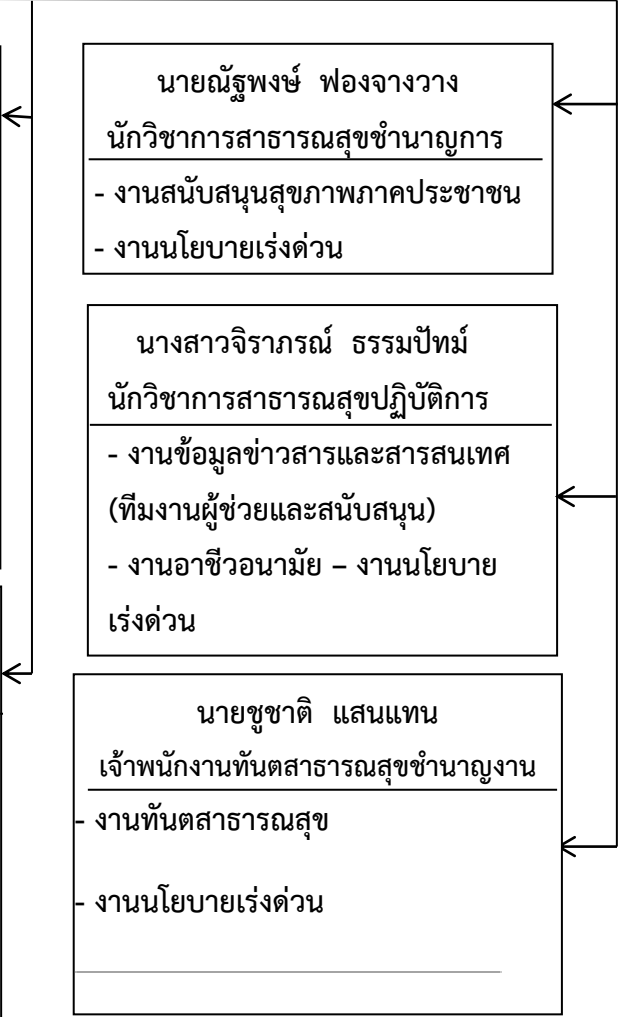 นายณัฐพงษ์ ฟองจางวาง
นักวิชาการสาธารณสุขชำนาญการ
- งานสนับสนุนสุขภาพภาคประชาชน
- งานนโยบายเร่งด่วน
นางสาวจิราภรณ์ ธรรมปัทม์
นักวิชาการสาธารณสุขปฏิบัติการ
- งานข้อมูลข่าวสารและสารสนเทศ
(ทีมงานผู้ช่วยและสนับสนุน)
- งานอาชีวอนามัย – งานนโยบาย
เร่งด่วน
นายชูชาติ แสนแทน
เจ้าพนักงานทันตสาธารณสุขชำนาญงาน
- งานทันตสาธารณสุข
- งานนโยบายเร่งด่วน